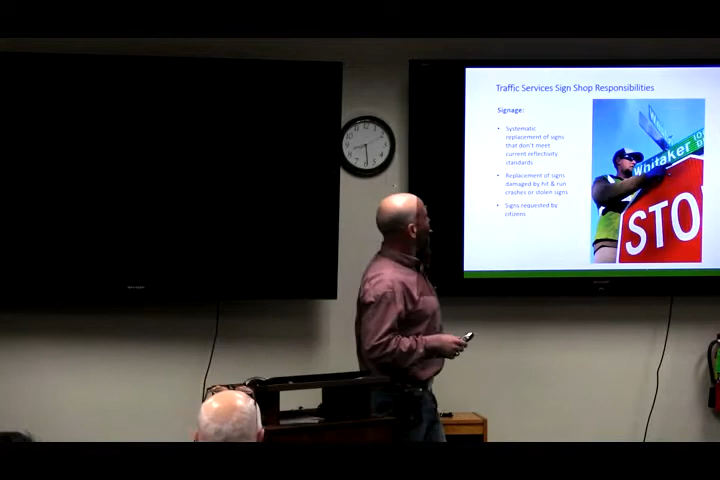 Traffic Services Sign Shop Responsibilities
Signage:
• Systematic
replacement of signs
that don't meet
current reflectivity
standards
• Replacement of signs
damaged by hit & run
crashes or stolen signs
• Signs requested by
citizens
Whitaker
STO